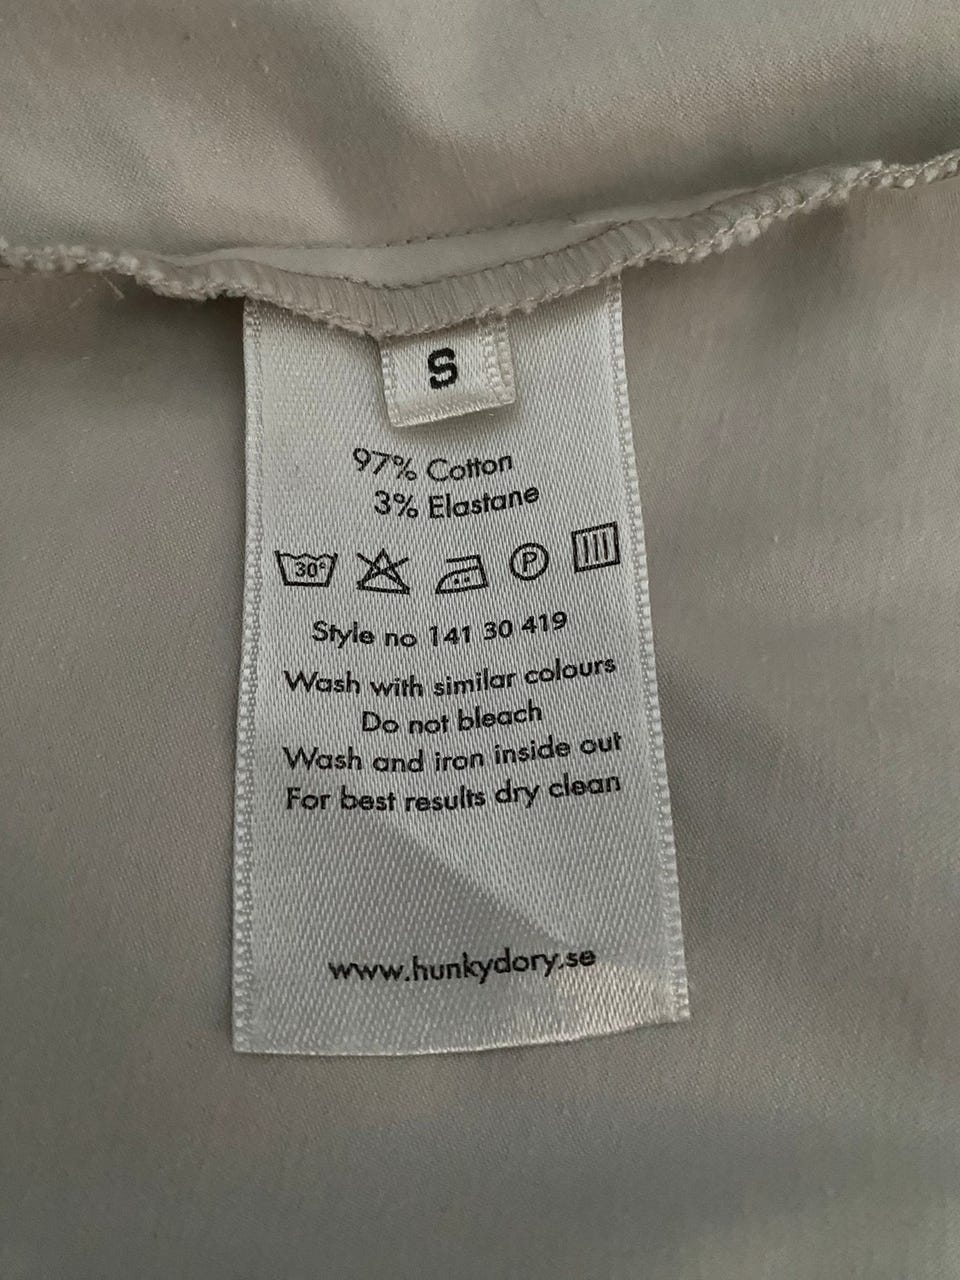 S
97% Cotton
3% Elastane
30° P
Style no 141 30 419
Wash with similar colours
Do not bleach
Wash and iron inside out
For best results dry clean
www.hunkydory.se